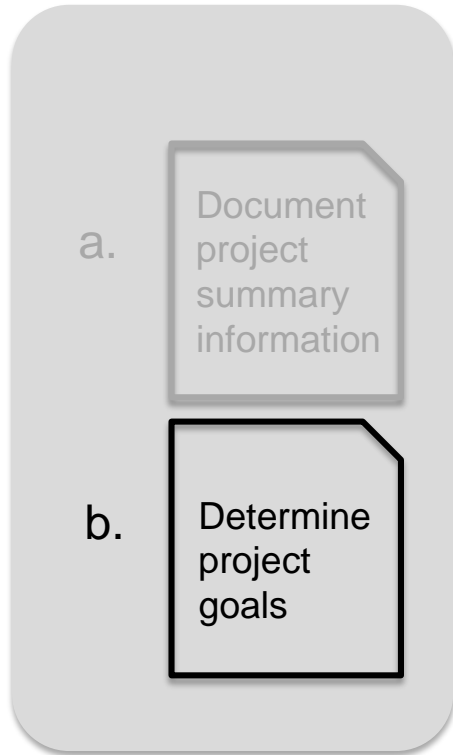 a.
Document
project
summary
information
b.
Determine
project
goals